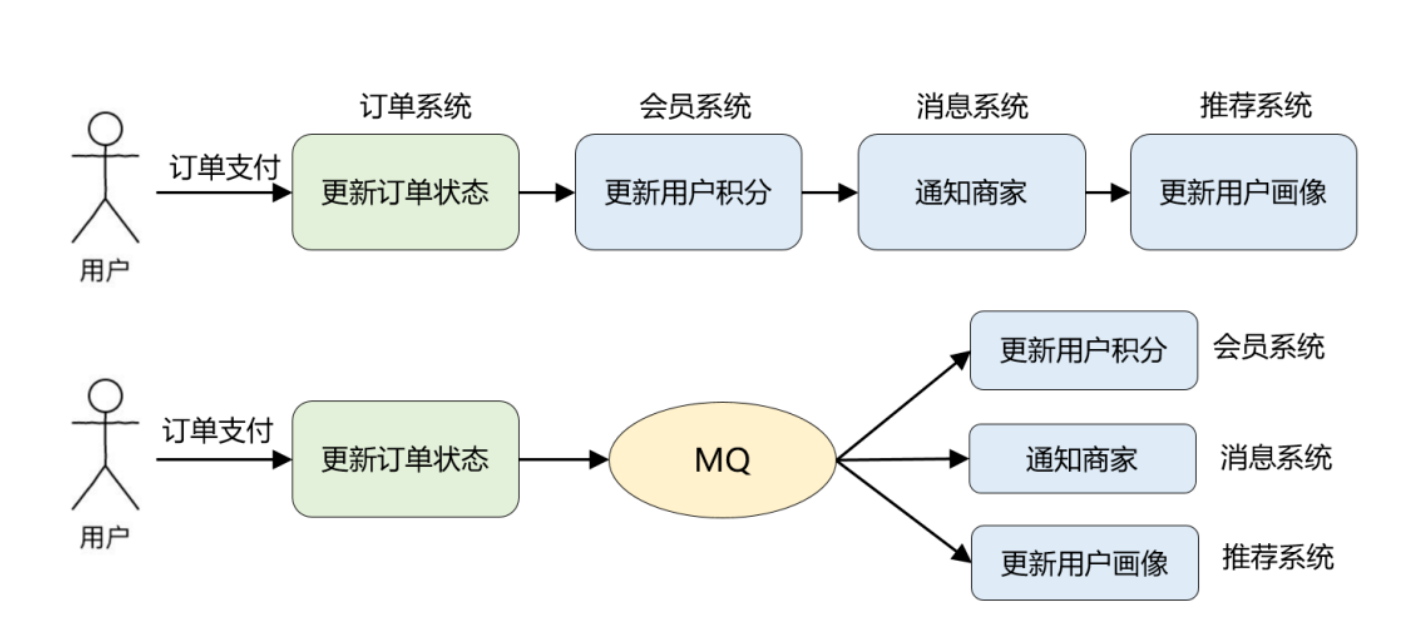 订单系统
会员系统
消息系统
推荐系统
订单支付
更新订单状态
更新用户积分
通知商家
更新用户画像
用户
更新用户积分
会员系统
订单支付
更新订单状态
MQ
通知商家
消息系统
用户
更新用户画像
推荐系统